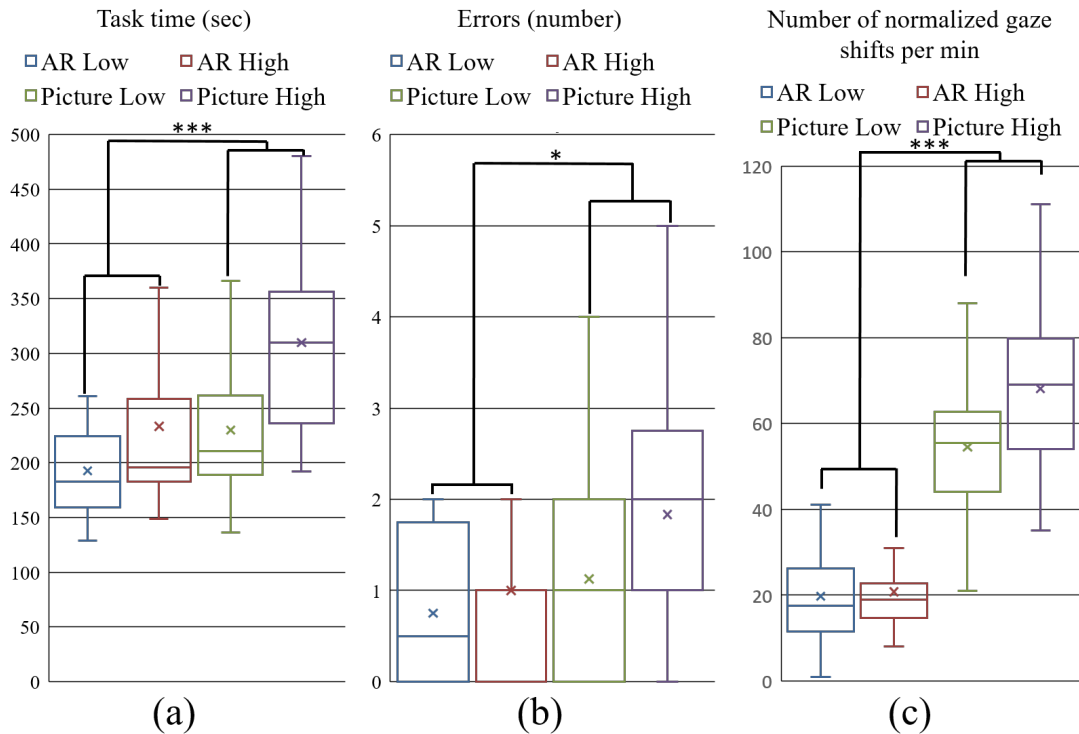 Task time (sec)
AR Low
AR High
Picture Low
Picture High
***
500
450
400
350
300
250
200
150
100
50
0
(a)
Errors (number)
AR Low
AR High
Picture Low
Picture High
*
6
5
4
3
2
1
0
(b)
Number of normalized gaze
shifts per min
AR Low
AR High
Picture Low
Picture High
***
120
100
80
60
40
20
0
(c)